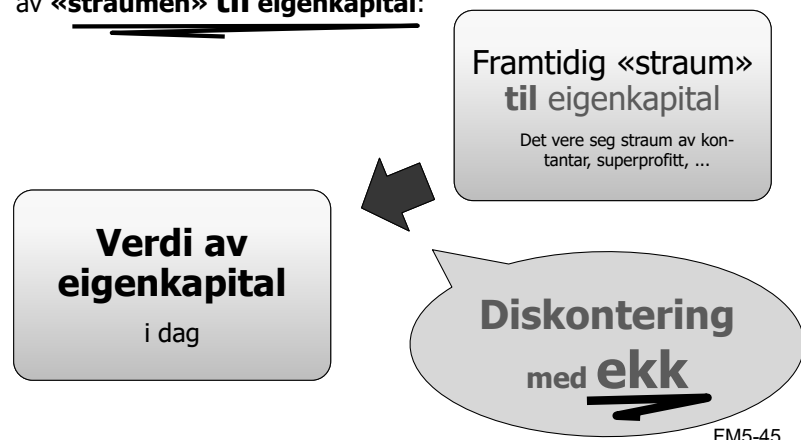 av «straumen» til eigenkapital:
Framtidig «straum»
til eigenkapital
Det vere seg straum av kon-
tantar, superprofitt, ...
Verdi av
eigenkapital
i dag
Diskontering
med ekk
FM5-45